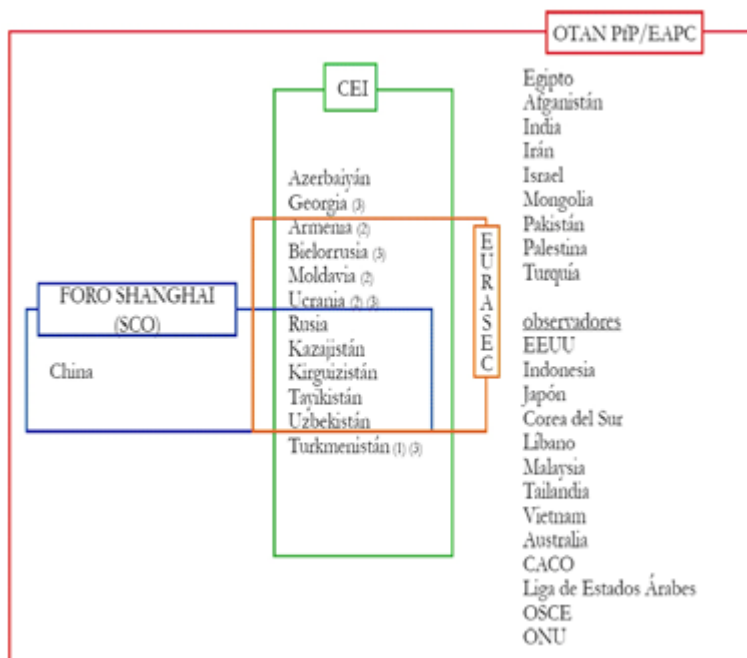 OTAN PfP/EAPC
CEI
Azerbaiyán
Georgia (3)
Armenia (2)
Bielorrusia (3)
Moldavia (2)
Ucrania (2) (3)
Rusia
Kazajistán
Kirguizistán
Tayikistán
Uzbekistán
Turkmenistán (1) (3)
FORO SHANGHAI
(SCO)
China
EURASEC
Egipto
Afganistán
India
Irán
Israel
Mongolia
Pakistán
Palestina
Turquía
observadores
EEUU
Indonesia
Japón
Corea del Sur
Líbano
Malaysia
Tailandia
Vietnam
Australia
CACO
Liga de Estados Árabes
OSCE
ONU